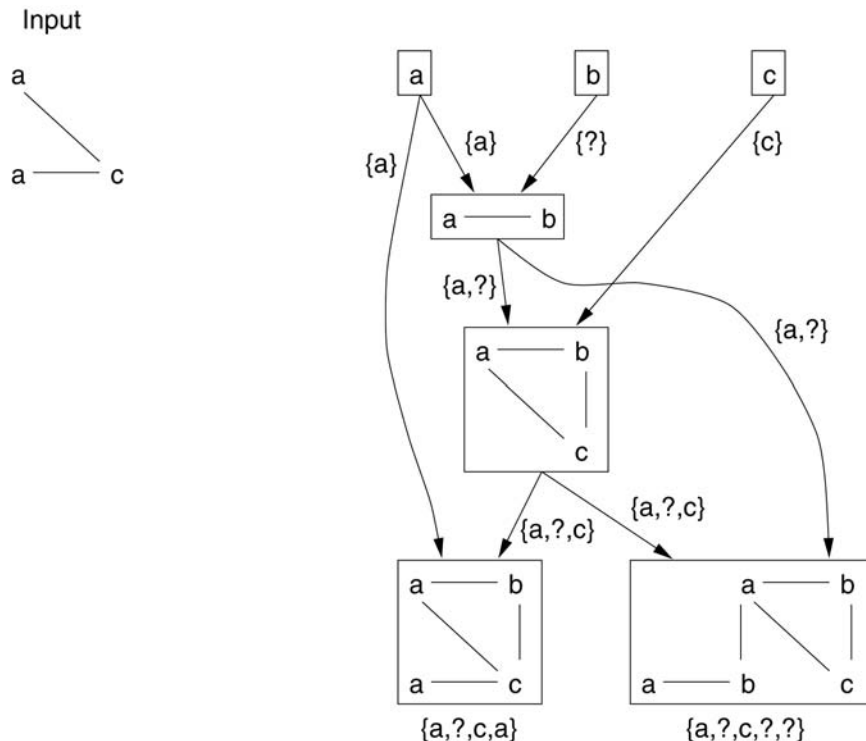 Input
a
a c
a b c
{a} {a} {?} {c}
a b
{a,?}
{a,?}
a b
c
{a,?,c} {a,?,c}
a b
a c
a b
a b c
{a,?,c,a} {a,?,c,?,?}